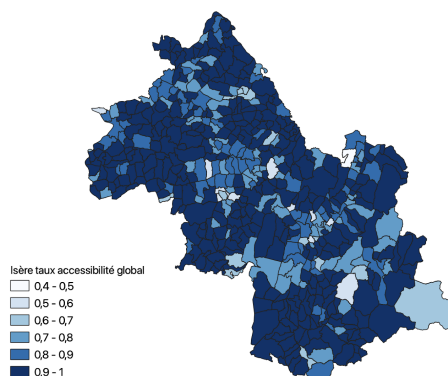 Isère taux accessibilité global
0,4 - 0,5
0,5 - 0,6
0,6 - 0,7
0,7 - 0,8
0,8 - 0,9
0.9 - 1